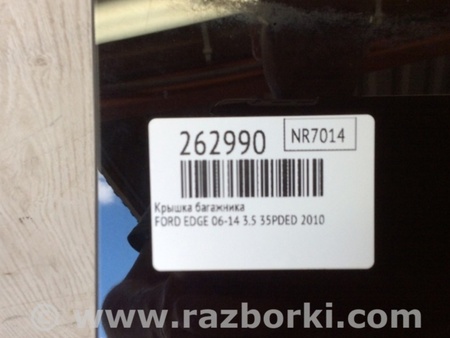 262990
NR7014
Крышка багажника
FORD EDGE 06-14 3.5 35PDED 2010
© www.razborki.com